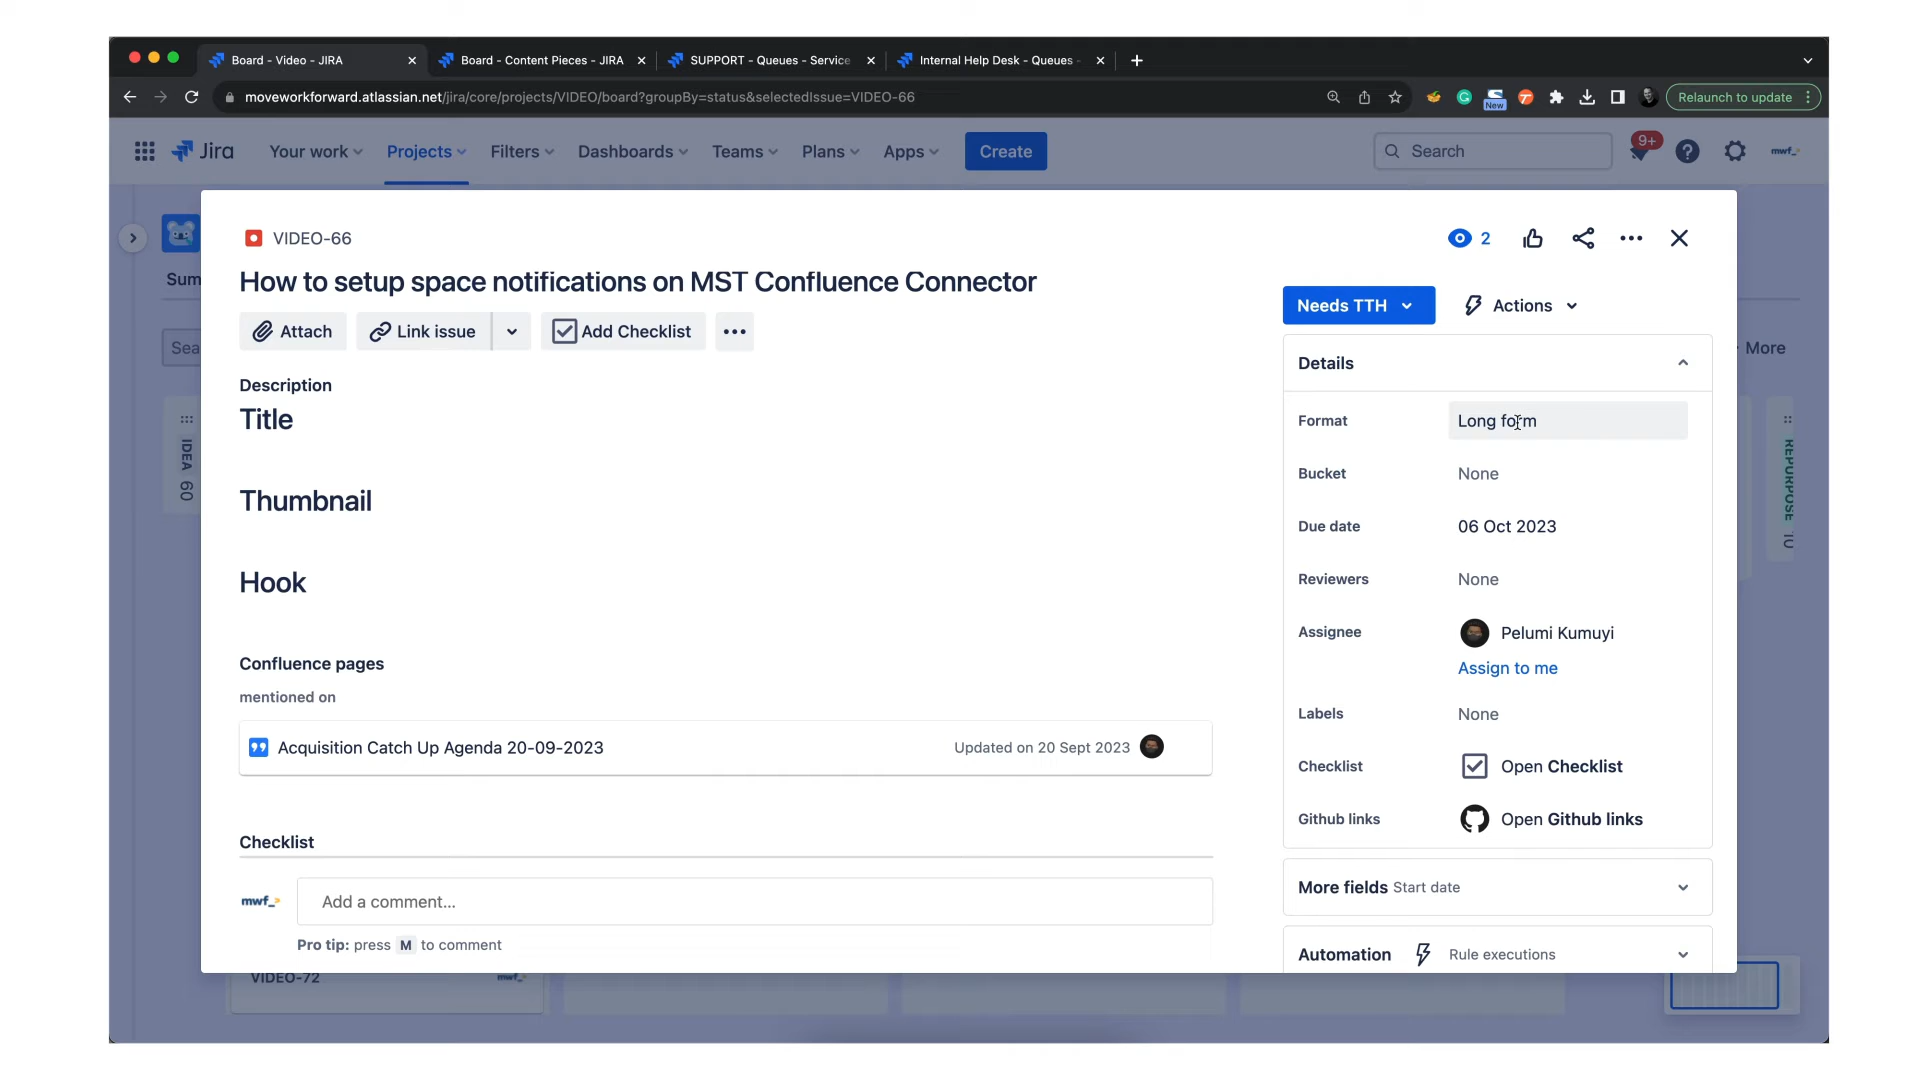 Board - Video - JIRA
Board - Content Pieces - JIRA
SUPPORT - Queues - Service
Internal Help Desk - Queues -
moveworkforward.atlassian.net/jira/core/projects/VIDEO/board?groupBy=status&selectedIssue=VIDEO-66
New
Relaunch to update
Jira
Your work
Projects
Filters
Dashboards
Teams
Plans
Apps
Create
Search
9+
mwf_>
Sum
Sea
More
IDEA 60
REPURPOSE
VIDEO-66
2
How to setup space notifications on MST Confluence Connector
Attach
Link issue
Add Checklist
Needs TTH
Actions
Description
Title
Thumbnail
Hook
Confluence pages
mentioned on
Acquisition Catch Up Agenda 20-09-2023
Updated on 20 Sept 2023
Checklist
mwf_>
Add a comment...
Pro tip: press M to comment
Details
Format
Long form
Bucket
None
Due date
06 Oct 2023
Reviewers
None
Assignee
Pelumi Kumuyi
Assign to me
Labels
None
Checklist
Open Checklist
Github links
Open Github links
More fields Start date
Automation
Rule executions
VIDEO-72
mwf_>